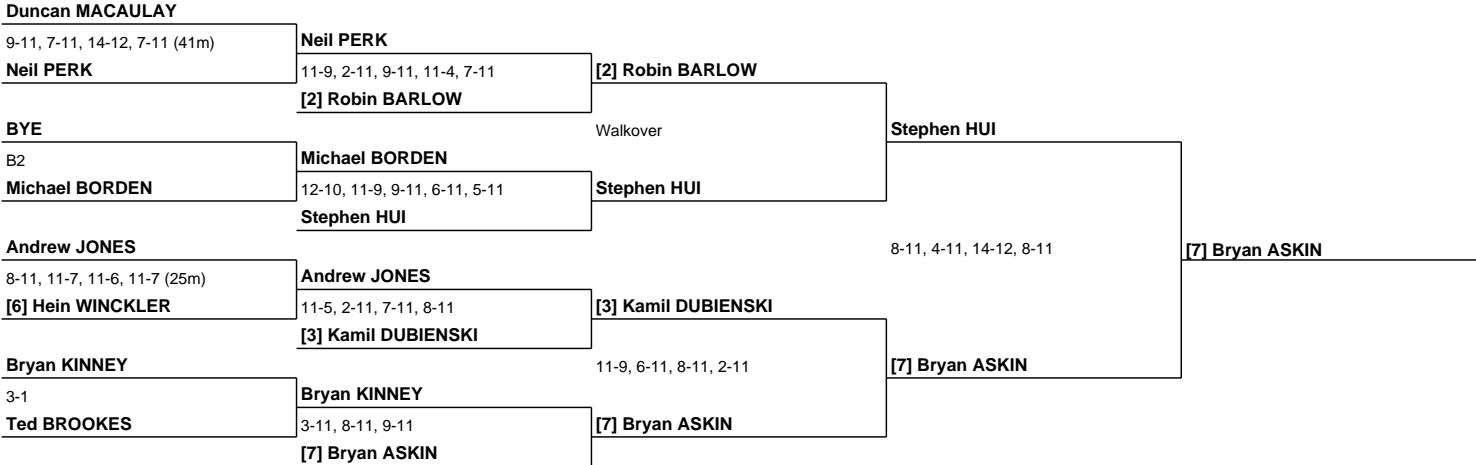 Duncan MACAULAY
9-11, 7-11, 14-12, 7-11 (41m)
Neil PERK
Neil PERK
11-9, 2-11, 9-11, 11-4, 7-11
[2] Robin BARLOW
[2] Robin BARLOW
BYE
B2
Michael BORDEN
Michael BORDEN
12-10, 11-9, 9-11, 6-11, 5-11
Stephen HUI
Stephen HUI
Walkover
Stephen HUI
Andrew JONES
8-11, 11-7, 11-6, 11-7 (25m)
[6] Hein WINCKLER
Andrew JONES
11-5, 2-11, 7-11, 8-11
[3] Kamil DUBIENSKI
[3] Kamil DUBIENSKI
Bryan KINNEY
3-1
Ted BROOKES
Bryan KINNEY
3-11, 8-11, 9-11
[7] Bryan ASKIN
[7] Bryan ASKIN
11-9, 6-11, 8-11, 2-11
[7] Bryan ASKIN
8-11, 4-11, 14-12, 8-11
[7] Bryan ASKIN